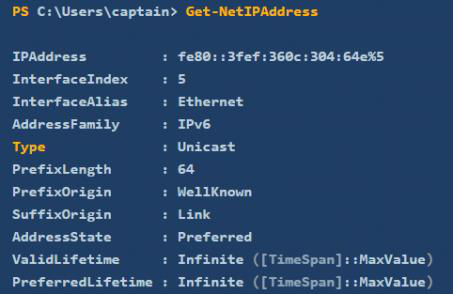 PS C:\Users\captain> Get-NetIPAddress
IPAddress : fe80::3fef:360c:304:64e%5
InterfaceIndex : 5
InterfaceAlias : Ethernet
AddressFamily : IPv6
Type : Unicast
PrefixLength : 64
PrefixOrigin : WellKnown
SuffixOrigin : Link
AddressState : Preferred
ValidLifetime : Infinite ([TimeSpan]::MaxValue)
PreferredLifetime : Infinite ([TimeSpan]::MaxValue)